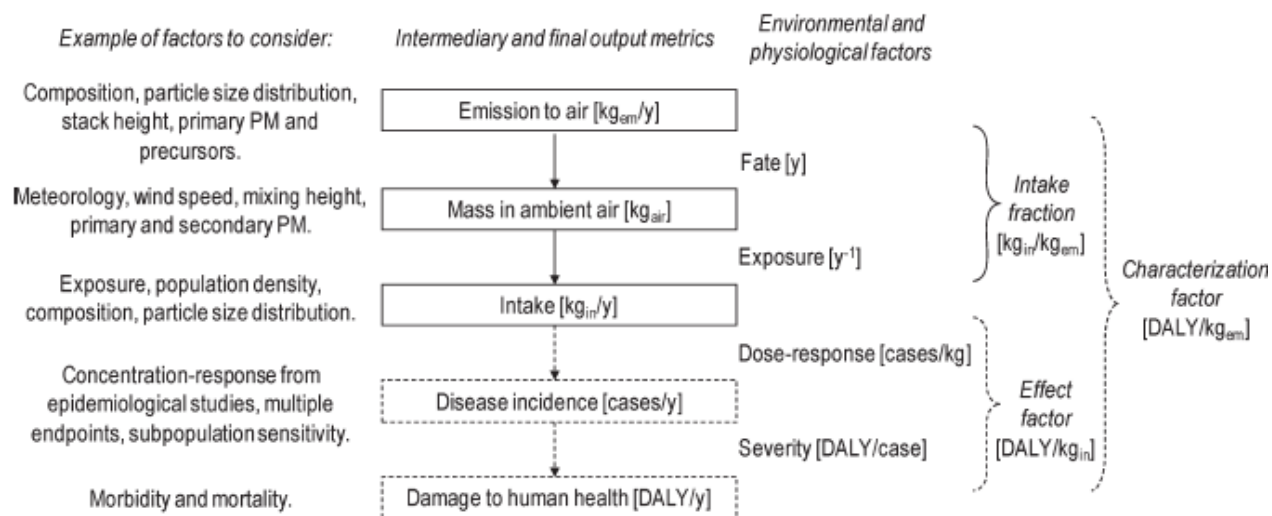 Example of factors to consider:
Intermediary and final output metrics
Environmental and
physiological factors
Composition, particle size distribution,
stack height, primary PM and
precursors.
Emission to air [kgem/y]
Fate [y]
Meteorology, wind speed, mixing height,
primary and secondary PM.
Mass in ambient air [kgair]
Exposure [y-1]
Intake
fraction
[kgin/kgem]
Exposure, population density,
composition, particle size distribution.
Intake [kgin/y]
Characterization
factor
[DALY/kgem]
Dose-response [cases/kg]
Concentration-response from
epidemiological studies, multiple
endpoints, subpopulation sensitivity.
Disease incidence [cases/y]
Effect
factor
[DALY/kgin]
Severity [DALY/case]
Morbidity and mortality.
Damage to human health [DALY/y]